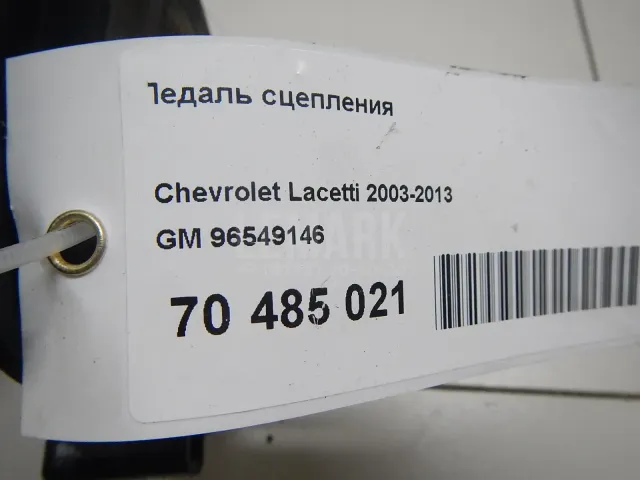 Педаль сцепления
Chevrolet Lacetti 2003-2013
GM 96549146
70 485 021